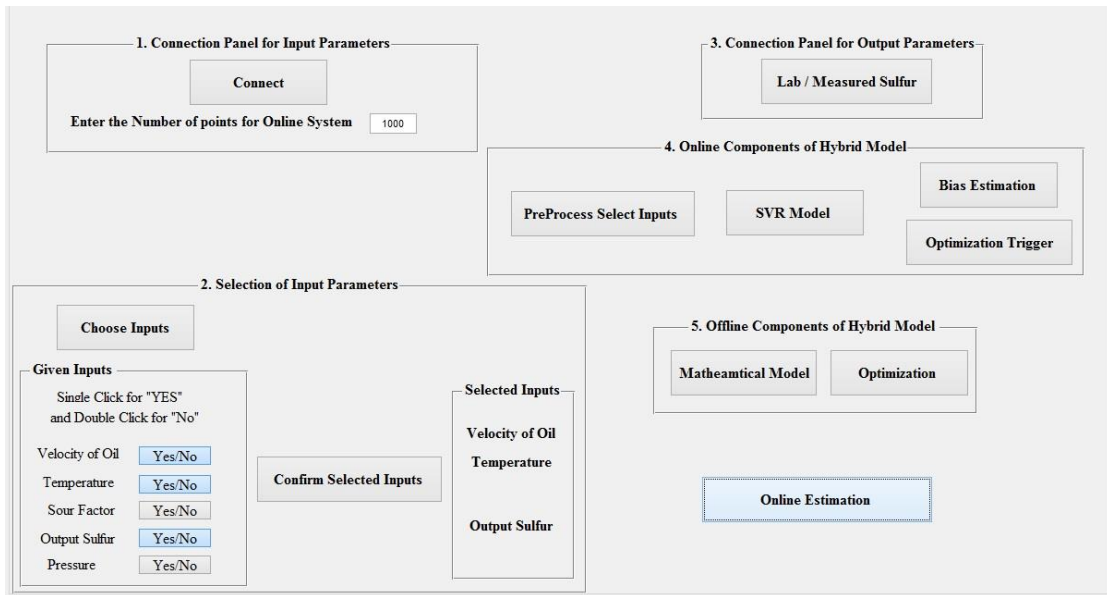 1. Connection Panel for Input Parameters
Connect
Enter the Number of points for Online System 1000
3. Connection Panel for Output Parameters
Lab / Measured Sulfur
4. Online Components of Hybrid Model
PreProcess Select Inputs
SVR Model
Bias Estimation
Optimization Trigger
2. Selection of Input Parameters
Choose Inputs
Given Inputs
Single Click for "YES"
and Double Click for "No"
Velocity of Oil Yes/No
Temperature Yes/No
Sour Factor Yes/No
Output Sulfur Yes/No
Pressure Yes/No
Confirm Selected Inputs
Selected Inputs
Velocity of Oil
Temperature
Output Sulfur
5. Offline Components of Hybrid Model
Matheamtical Model
Optimization
Online Estimation